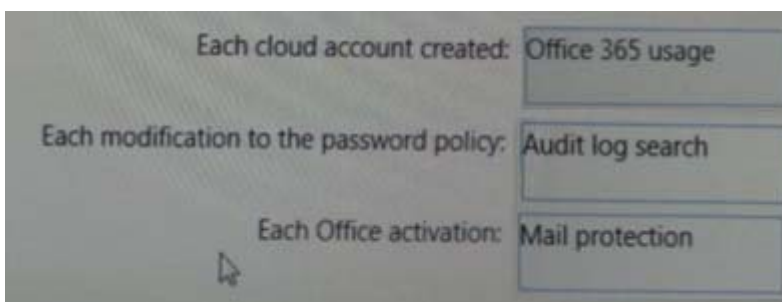 Each cloud account created: Office 365 usage
Each modification to the password policy: Audit log search
Each Office activation: Mail protection